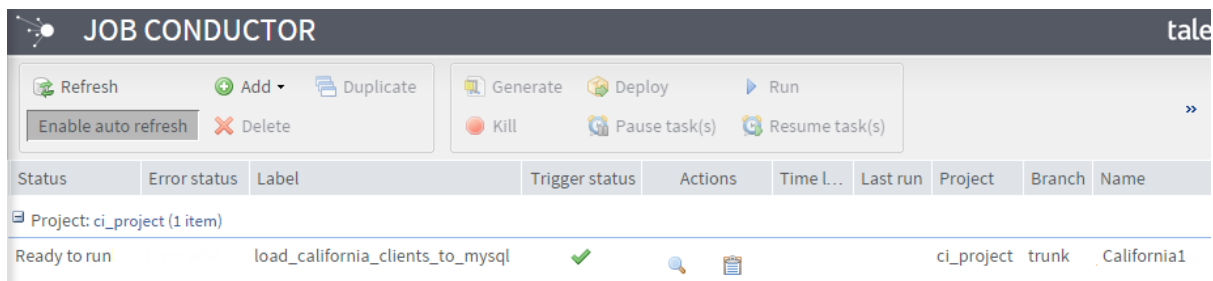 JOB CONDUCTOR tale
Refresh Add Duplicate Generate Deploy Run
Enable auto refresh Delete Kill Pause task(s) Resume task(s) »
Status Error status Label Trigger status Actions Time l... Last run Project Branch Name
Project: ci_project (1 item)
Ready to run load_california_clients_to_mysql ci_project trunk California1